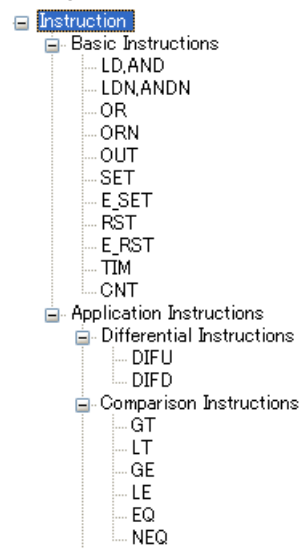 Instruction
Basic Instructions
LD,AND
LDN,ANDN
OR
ORN
OUT
SET
E_SET
RST
E_RST
TIM
CNT
Application Instructions
Differential Instructions
DIFU
DIFD
Comparison Instructions
GT
LT
GE
LE
EQ
NEQ